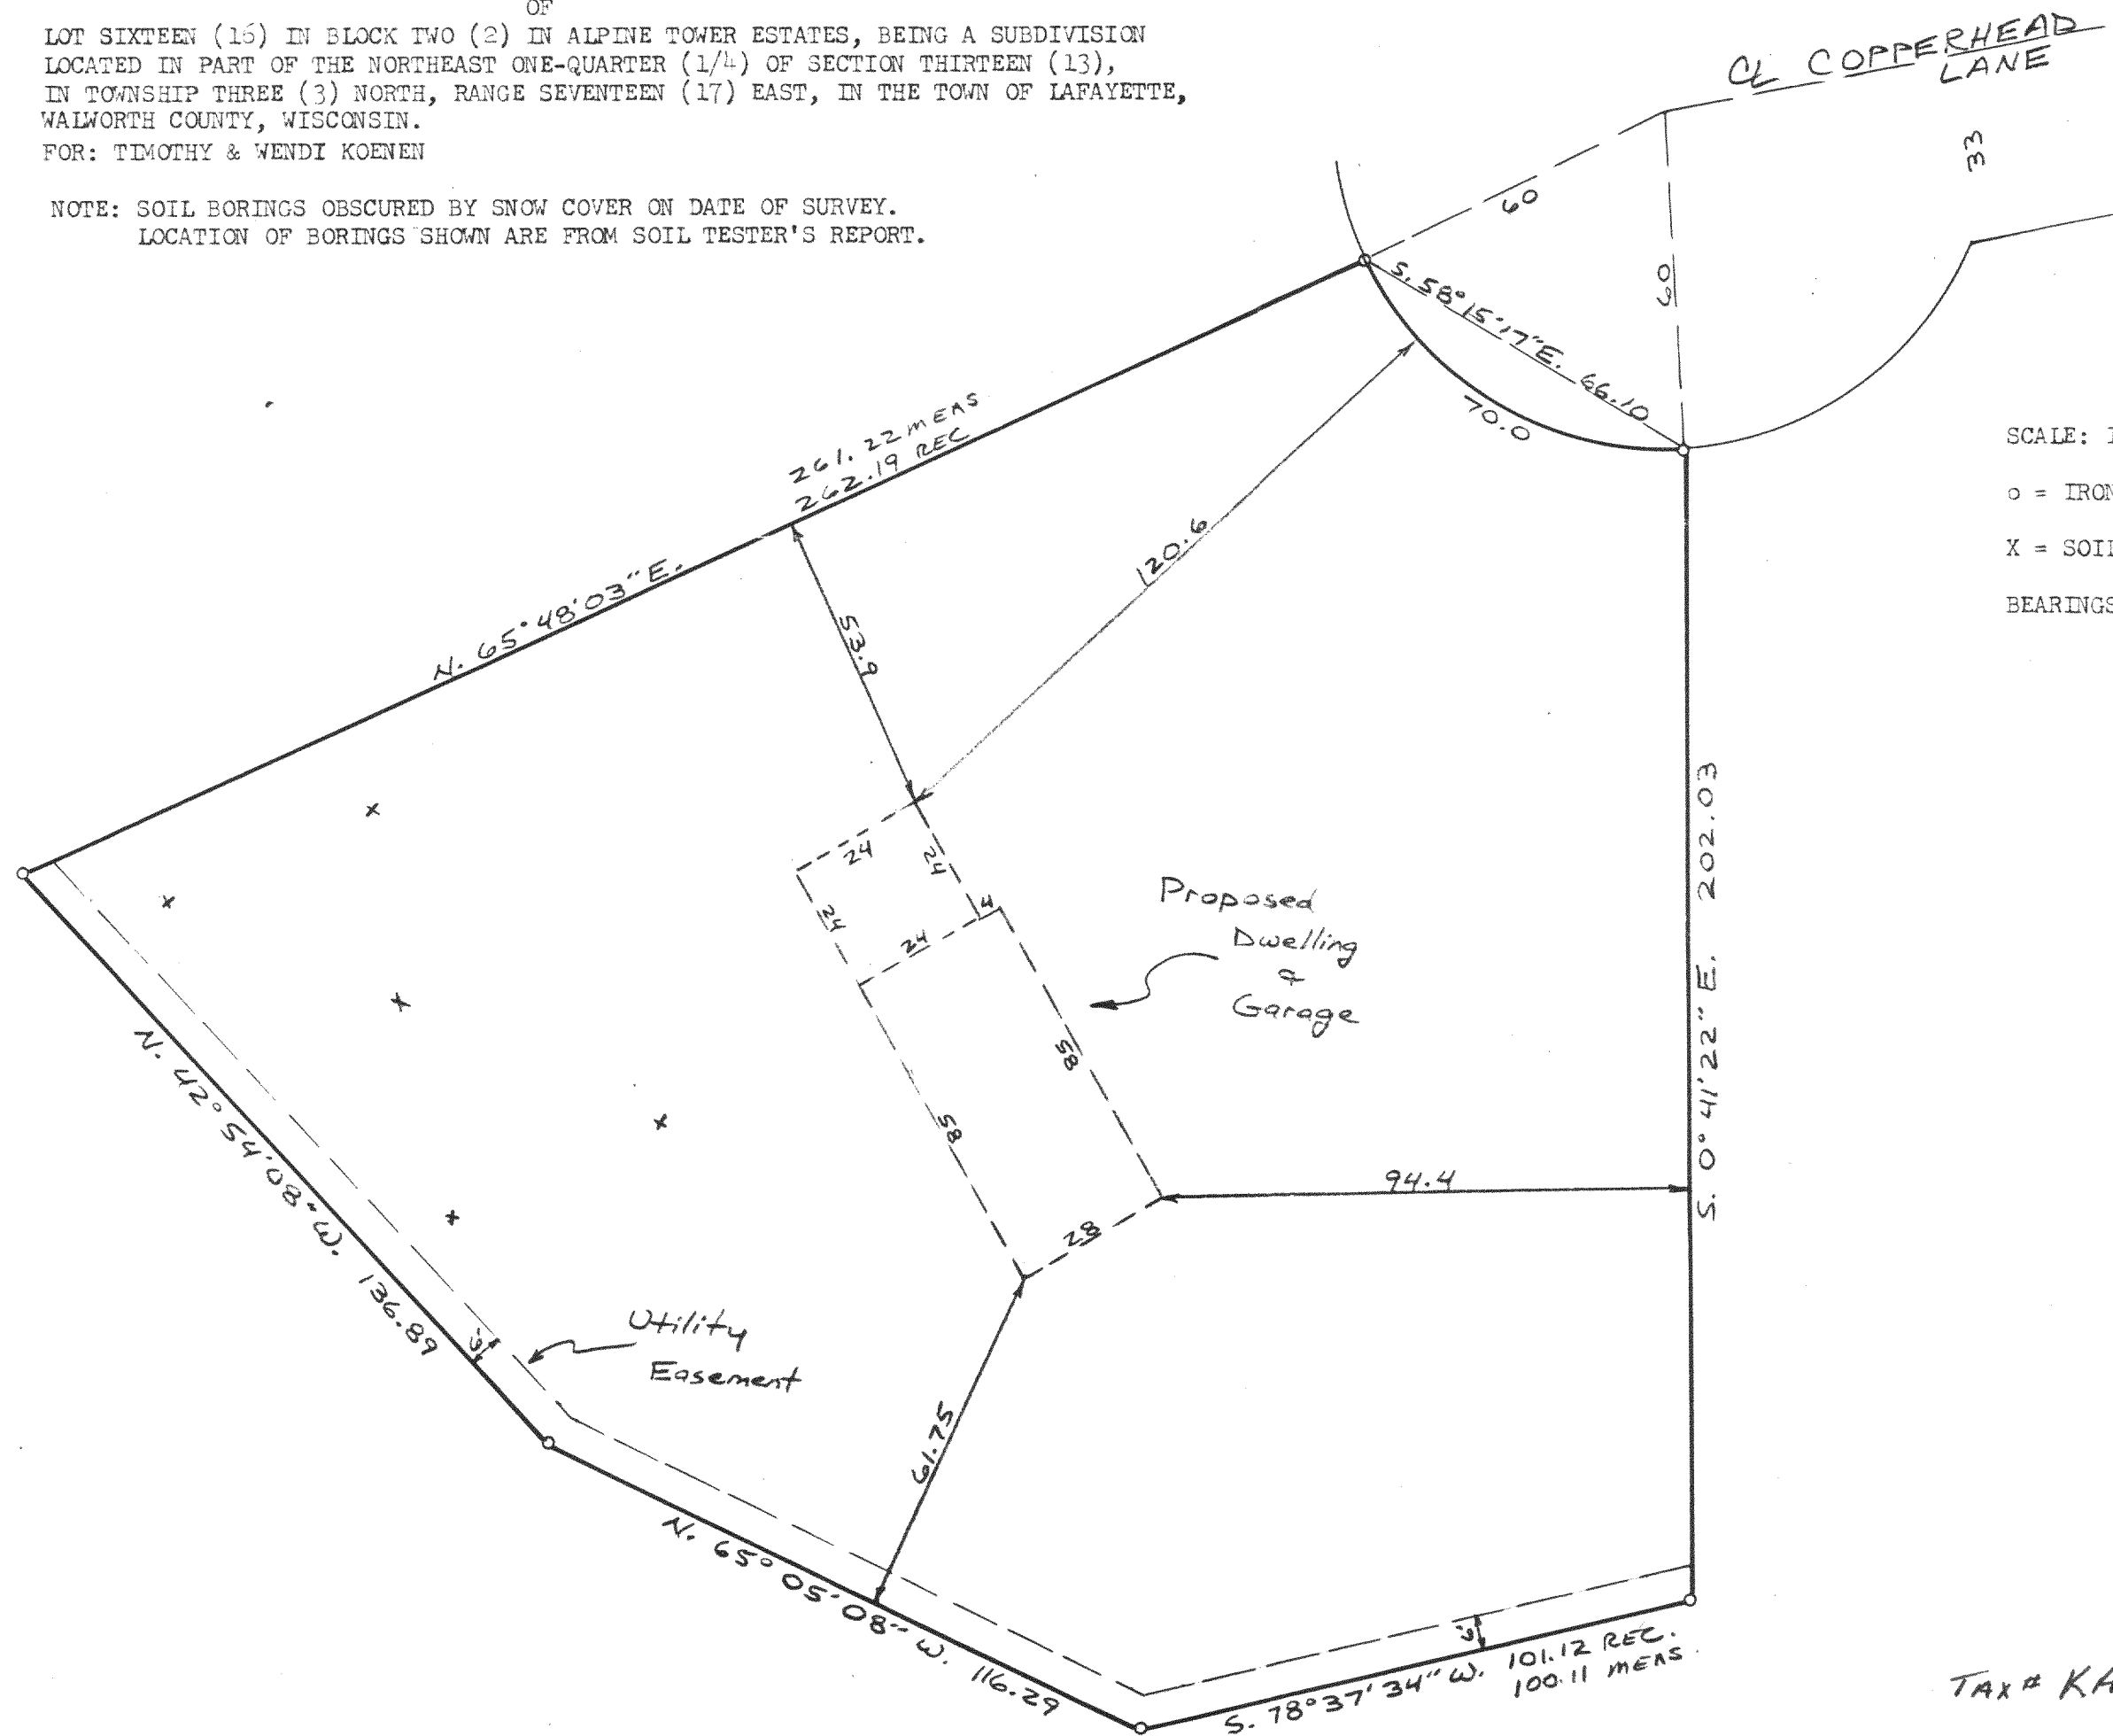 OF
LOT SIXTEEN (16) IN BLOCK TWO (2) IN ALPINE TOWER ESTATES, BEING A SUBDIVISION
LOCATED IN PART OF THE NORTHEAST ONE-QUARTER (1/4) OF SECTION THIRTEEN (13),
IN TOWNSHIP THREE (3) NORTH, RANGE SEVENTEEN (17) EAST, IN THE TOWN OF LAFAYETTE,
WALWORTH COUNTY, WISCONSIN.
FOR: TIMOTHY & WENDI KOENEN
NOTE: SOIL BORINGS OBSCURED BY SNOW COVER ON DATE OF SURVEY.
LOCATION OF BORINGS SHOWN ARE FROM SOIL TESTER'S REPORT.
CL COPPERHEAD
LANE
33
60
60
S. 58° 15' 17" E. 66.10
70.0
SCALE:
o = IRON
X = SOIL
BEARINGS
261.22 MEAS
262.19 REC
N. 65° 48' 03" E.
120.6
53.9
24
24
24
24
4
Proposed
Dwelling
&
Garage
58
58
28
94.4
S. 0° 41' 22" E. 202.03
N. 42° 54' 08" W. 136.89
Utility
Easement
61.75
N. 65° 05' 08" W. 116.29
S. 78° 37' 34" W. 101.12 REC.
100.11 MEAS.
TAX # KA